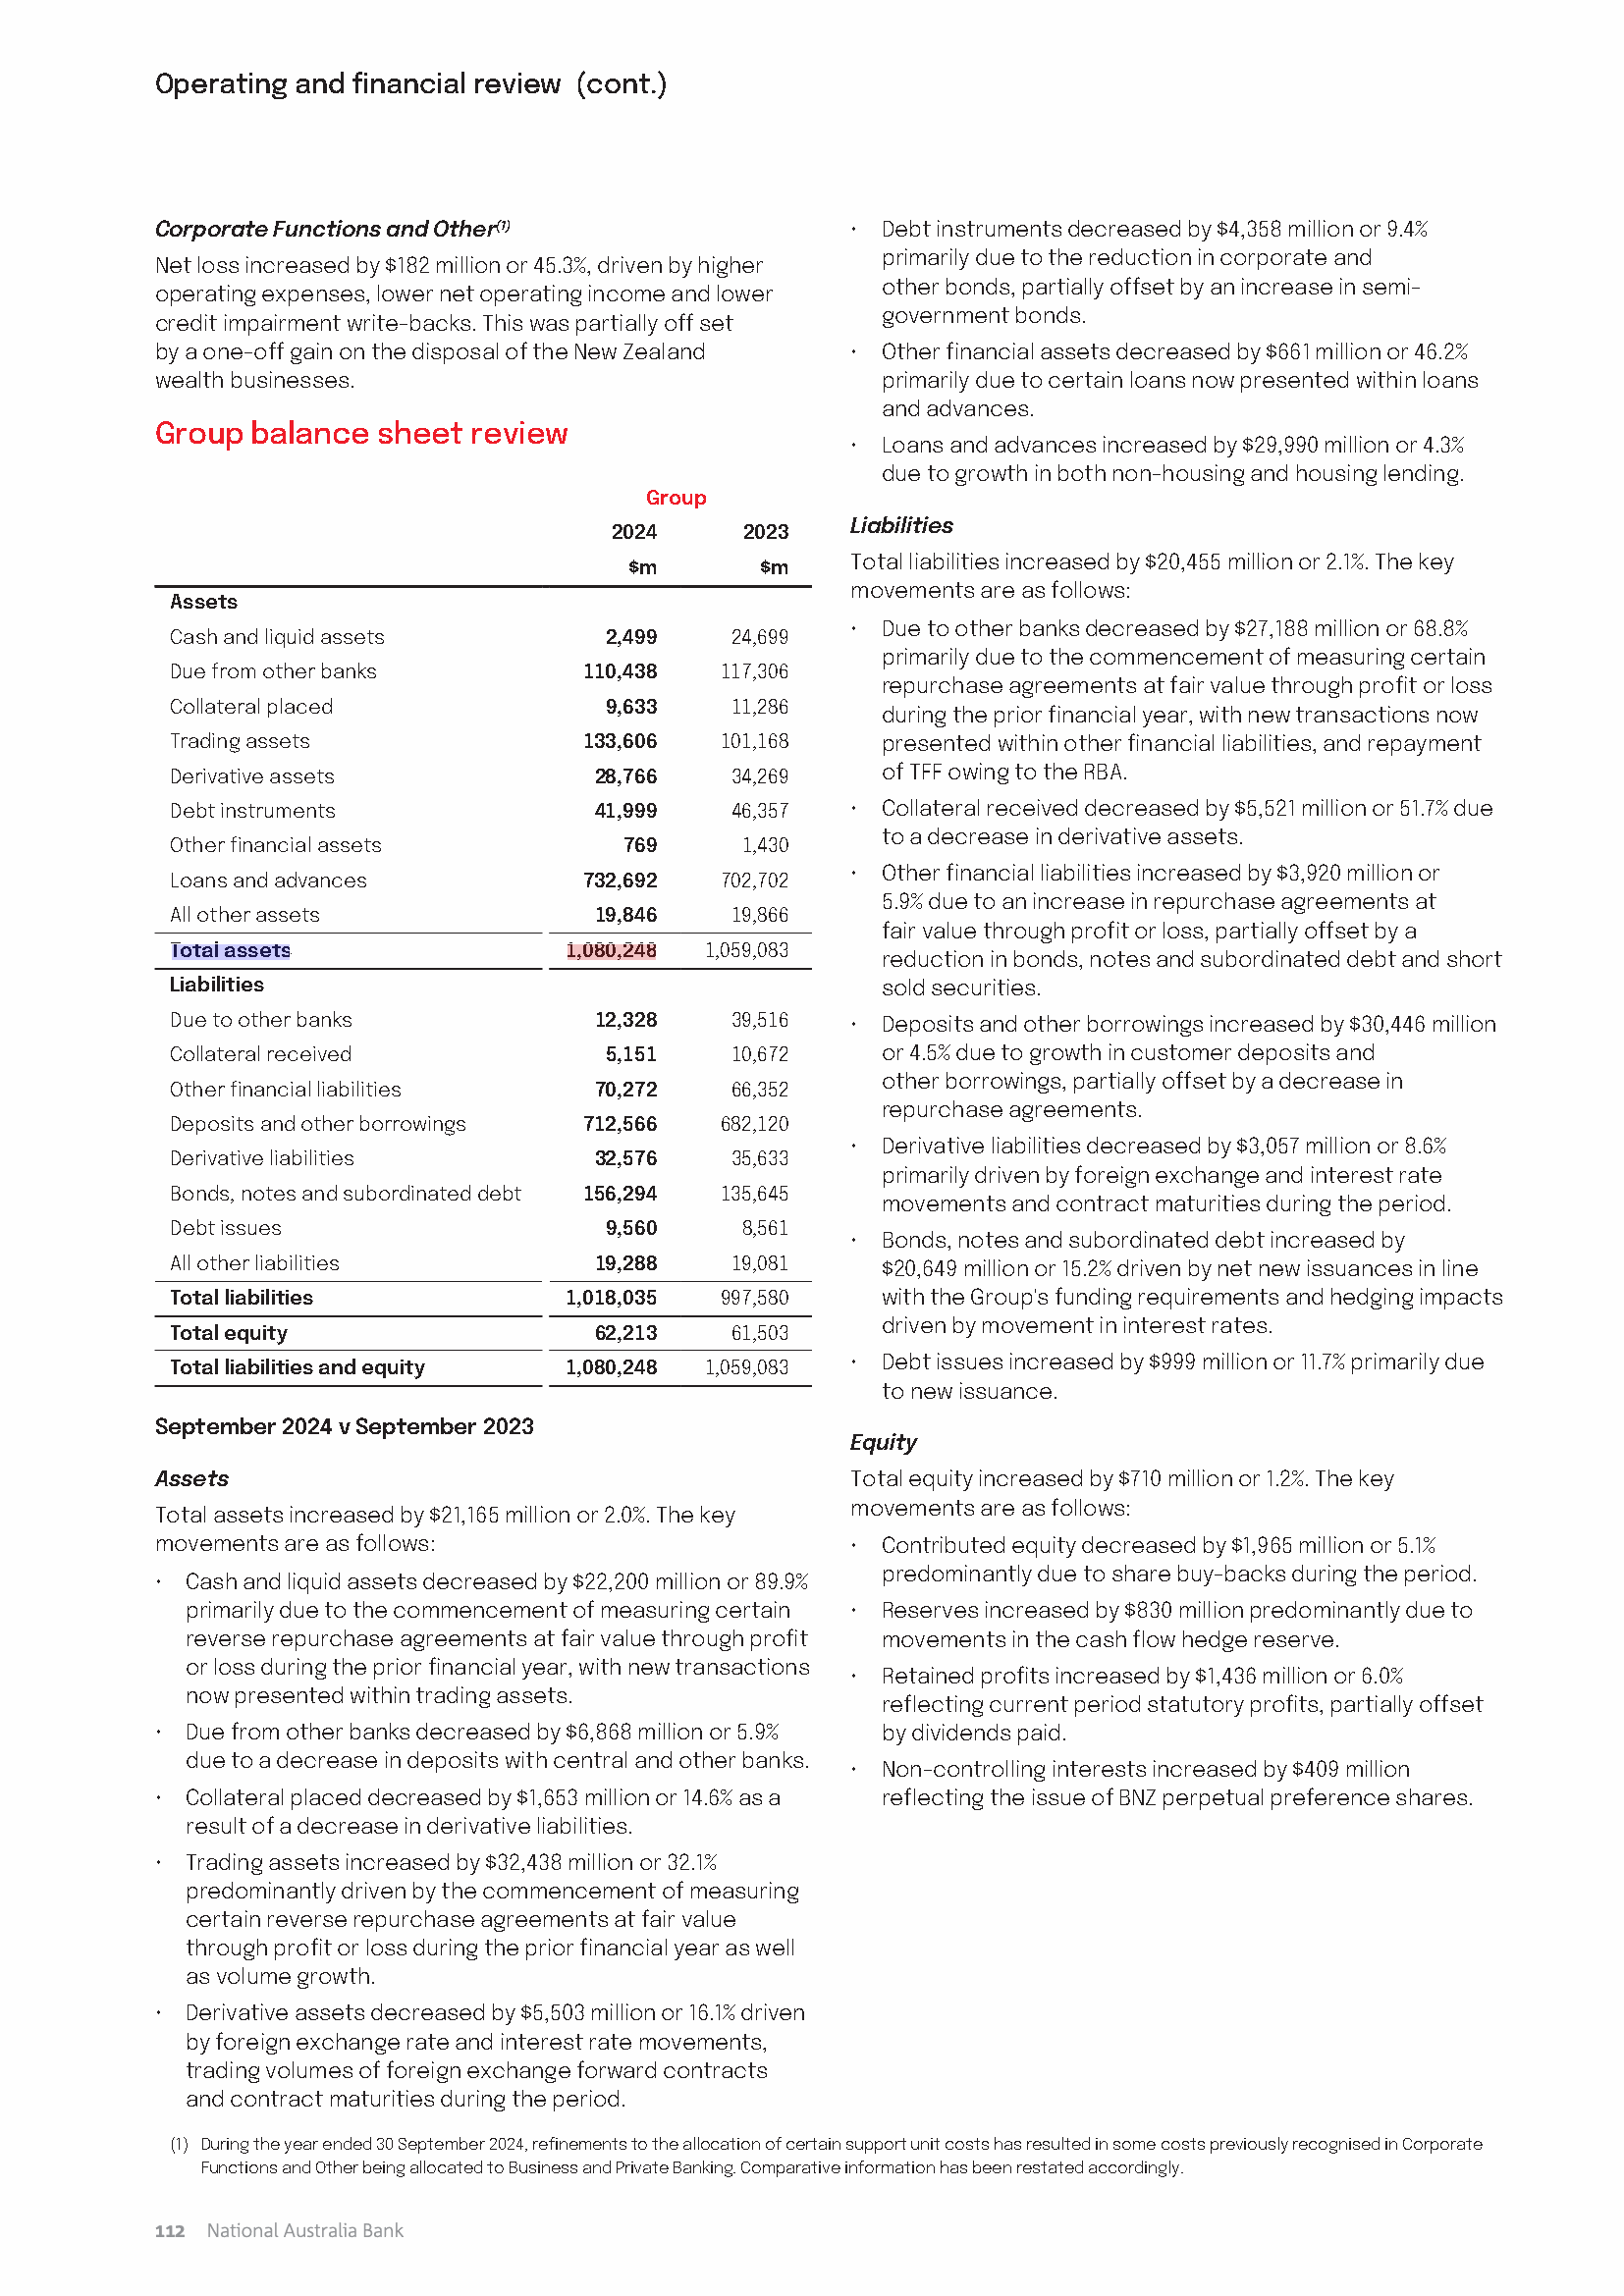 Operating and financial review (cont.)
Corporate Functions and Other(1)
Net loss increased by $182 million or 45.3%, driven by higher
operating expenses, lower net operating income and lower
credit impairment write-backs. This was partially off set
by a one-off gain on the disposal of the New Zealand
wealth businesses.
Group balance sheet review
Group
2024 2023
$m $m
Assets
Cash and liquid assets 2,499 24,699
Due from other banks 110,438 117,306
Collateral placed 9,633 11,286
Trading assets 133,606 101,168
Derivative assets 28,766 34,269
Debt instruments 41,999 46,357
Other financial assets 769 1,430
Loans and advances 732,692 702,702
All other assets 19,846 19,866
Total assets 1,080,248 1,059,083
Liabilities
Due to other banks 12,328 39,516
Collateral received 5,151 10,672
Other financial liabilities 70,272 66,352
Deposits and other borrowings 712,566 682,120
Derivative liabilities 32,576 35,633
Bonds, notes and subordinated debt 156,294 135,645
Debt issues 9,560 8,561
All other liabilities 19,288 19,081
Total liabilities 1,018,035 997,580
Total equity 62,213 61,503
Total liabilities and equity 1,080,248 1,059,083
September 2024 v September 2023
Assets
Total assets increased by $21,165 million or 2.0%. The key
movements are as follows:
• Cash and liquid assets decreased by $22,200 million or 89.9%
primarily due to the commencement of measuring certain
reverse repurchase agreements at fair value through profit
or loss during the prior financial year, with new transactions
now presented within trading assets.
• Due from other banks decreased by $6,868 million or 5.9%
due to a decrease in deposits with central and other banks.
• Collateral placed decreased by $1,653 million or 14.6% as a
result of a decrease in derivative liabilities.
• Trading assets increased by $32,438 million or 32.1%
predominantly driven by the commencement of measuring
certain reverse repurchase agreements at fair value
through profit or loss during the prior financial year as well
as volume growth.
• Derivative assets decreased by $5,503 million or 16.1% driven
by foreign exchange rate and interest rate movements,
trading volumes of foreign exchange forward contracts
and contract maturities during the period.
• Debt instruments decreased by $4,358 million or 9.4%
primarily due to the reduction in corporate and
other bonds, partially offset by an increase in semi-
government bonds.
• Other financial assets decreased by $661 million or 46.2%
primarily due to certain loans now presented within loans
and advances.
• Loans and advances increased by $29,990 million or 4.3%
due to growth in both non-housing and housing lending.
Liabilities
Total liabilities increased by $20,455 million or 2.1%. The key
movements are as follows:
• Due to other banks decreased by $27,188 million or 68.8%
primarily due to the commencement of measuring certain
repurchase agreements at fair value through profit or loss
during the prior financial year, with new transactions now
presented within other financial liabilities, and repayment
of TFF owing to the RBA.
• Collateral received decreased by $5,521 million or 51.7% due
to a decrease in derivative assets.
• Other financial liabilities increased by $3,920 million or
5.9% due to an increase in repurchase agreements at
fair value through profit or loss, partially offset by a
reduction in bonds, notes and subordinated debt and short
sold securities.
• Deposits and other borrowings increased by $30,446 million
or 4.5% due to growth in customer deposits and
other borrowings, partially offset by a decrease in
repurchase agreements.
• Derivative liabilities decreased by $3,057 million or 8.6%
primarily driven by foreign exchange and interest rate
movements and contract maturities during the period.
• Bonds, notes and subordinated debt increased by
$20,649 million or 15.2% driven by net new issuances in line
with the Group's funding requirements and hedging impacts
driven by movement in interest rates.
• Debt issues increased by $999 million or 11.7% primarily due
to new issuance.
Equity
Total equity increased by $710 million or 1.2%. The key
movements are as follows:
• Contributed equity decreased by $1,965 million or 5.1%
predominantly due to share buy-backs during the period.
• Reserves increased by $830 million predominantly due to
movements in the cash flow hedge reserve.
• Retained profits increased by $1,436 million or 6.0%
reflecting current period statutory profits, partially offset
by dividends paid.
• Non-controlling interests increased by $409 million
reflecting the issue of BNZ perpetual preference shares.
(1) During the year ended 30 September 2024, refinements to the allocation of certain support unit costs has resulted in some costs previously recognised in Corporate
Functions and Other being allocated to Business and Private Banking. Comparative information has been restated accordingly.
112 National Australia Bank